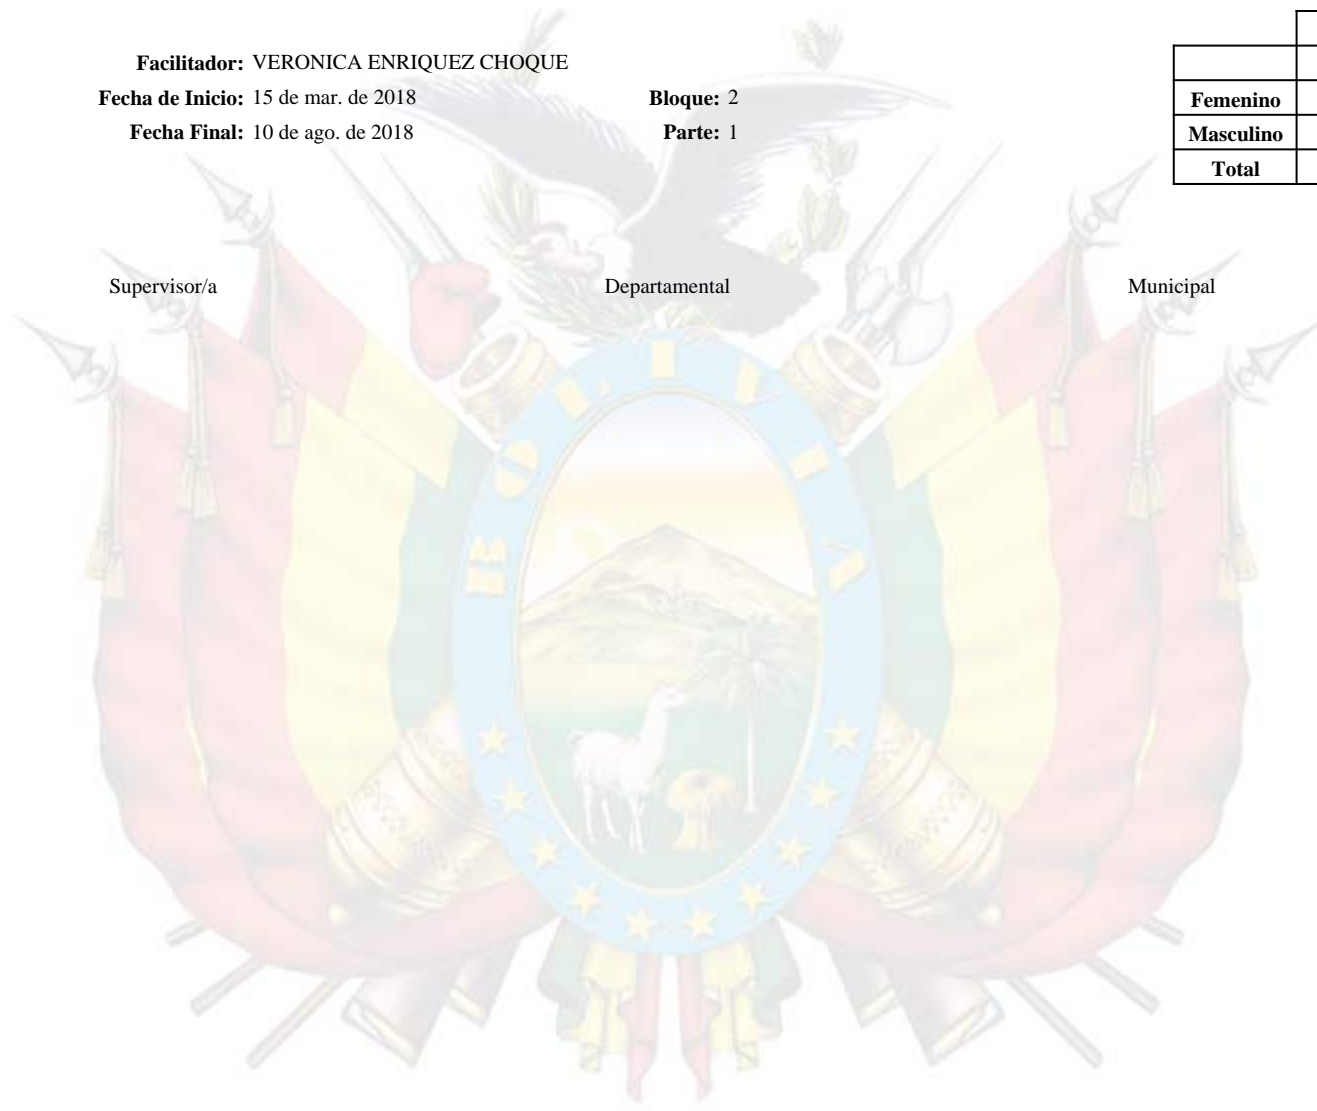 Facilitador: VERONICA ENRIQUEZ CHOQUE
Fecha de Inicio: 15 de mar. de 2018 Bloque: 2
Fecha Final: 10 de ago. de 2018 Parte: 1
Femenino
Masculino
Total
Supervisor/a Departamental Municipal
BOLIVIA